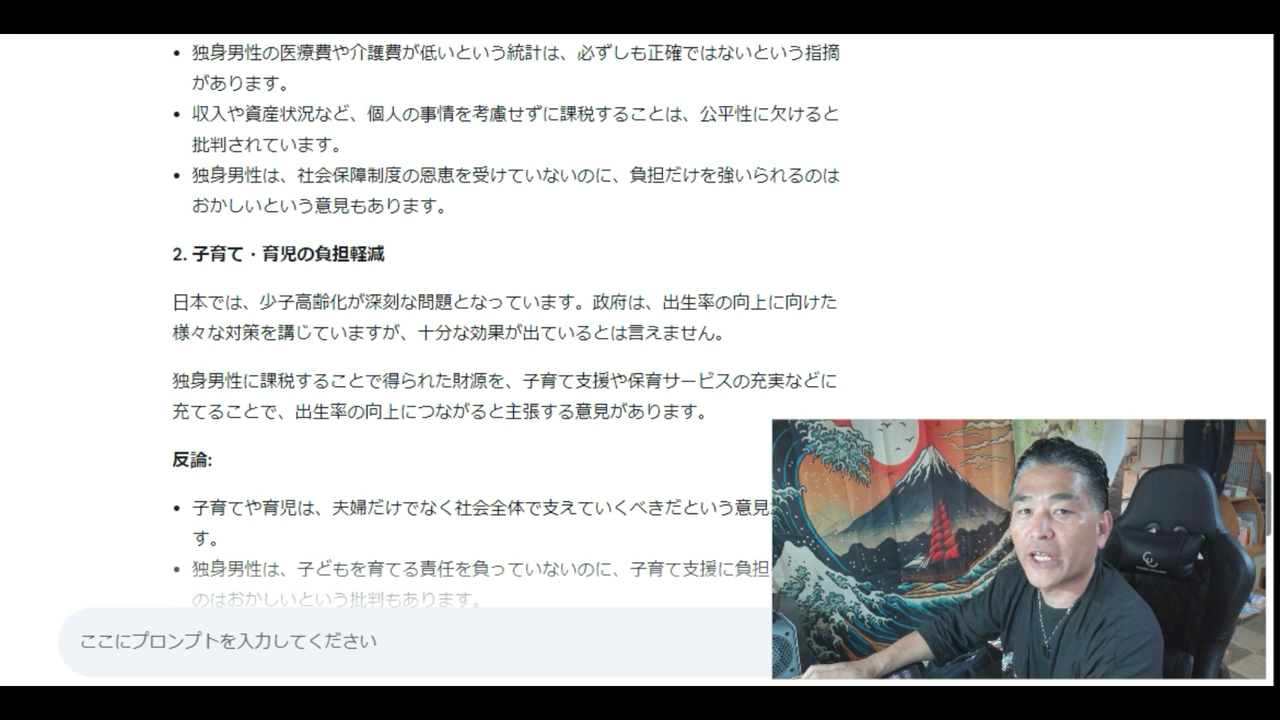 • 独身男性の医療費や介護費が低いという統計は、必ずしも正確ではないという指摘
があります。
• 収入や資産状況など、個人の事情を考慮せずに課税することは、公平性に欠けると
批判されています。
• 独身男性は、社会保障制度の恩恵を受けていないのに、負担だけを強いられるのは
おかしいという意見もあります。
2. 子育て・育児の負担軽減
日本では、少子高齢化が深刻な問題となっています。政府は、出生率の向上に向けた
様々な対策を講じていますが、十分な効果が出ているとは言えません。
独身男性に課税することで得られた財源を、子育て支援や保育サービスの充実などに
充てることで、出生率の向上につながると主張する意見があります。
反論:
• 子育てや育児は、夫婦だけでなく社会全体で支えていくべきだという意見
す。
• 独身男性は、子どもを育てる責任を負っていないのに、子育て支援に負担
のはおかしいという批判もあります。
ここにプロンプトを入力してください